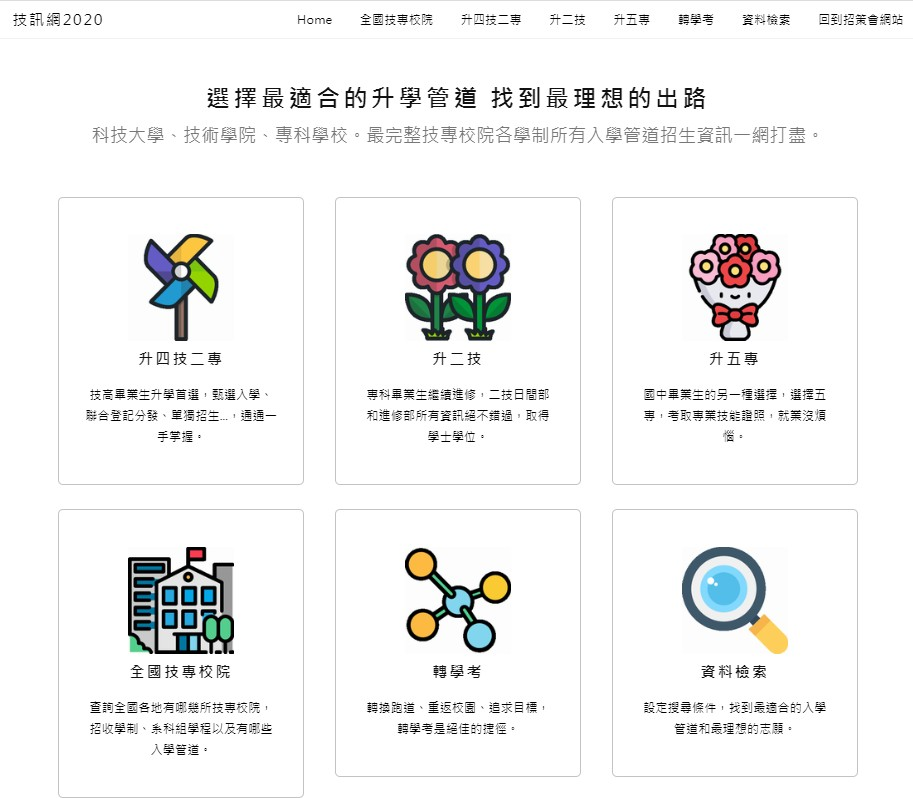 技訊網2020 Home 全國技專校院 升四技二專 升二技 升五專 轉學考 資料檢索 回到招策會網站
選擇最適合的升學管道 找到最理想的出路
科技大學、技術學院、專科學校。最完整技專校院各學制所有入學管道招生資訊一網打盡。
升四技二專
技高畢業生升學首選，甄選入學、
聯合登記分發、單獨招生...，通通一
手掌握。
升二技
專科畢業生繼續進修，二技日間部
和進修部所有資訊絕不錯過，取得
學士學位。
升五專
國中畢業生的另一種選擇，選擇五
專，考取專業技能證照，就業沒煩
惱。
全國技專校院
查詢全國各地有哪幾所技專校院，
招收學制、系科組學程以及有哪些
入學管道。
轉學考
轉換跑道、重返校園、追求目標，
轉學考是絕佳的捷徑。
資料檢索
設定搜尋條件，找到最適合的入學
管道和最理想的志願。